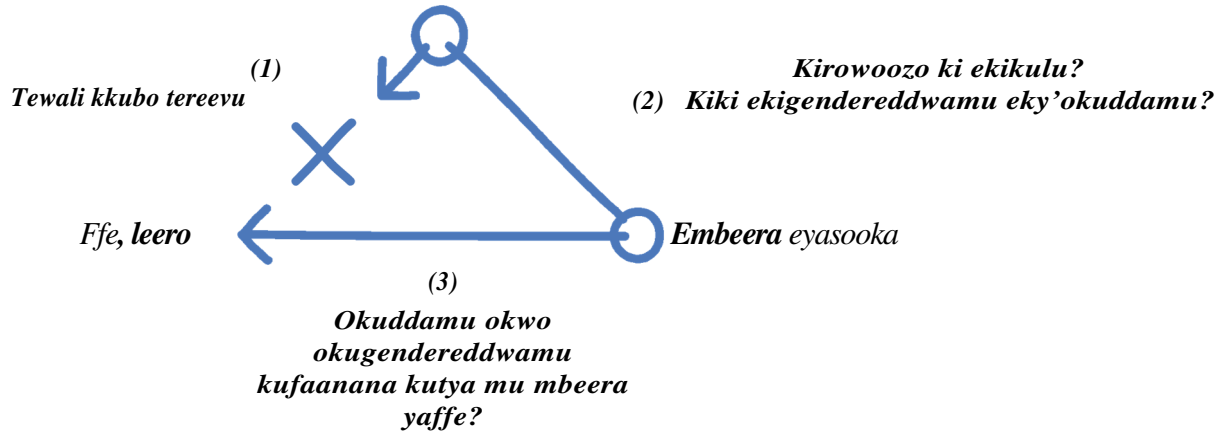 (1)
Tewali kkubo tereevu
Kirowoozo ki ekikulu?
(2) Kiki ekigendereddwamu eky’okuddamu?
Ffe, leero
Embeera eyasooka
(3)
Okuddamu okwo
okugendereddwamu
kufaanana kutya mu mbeera
yaffe?